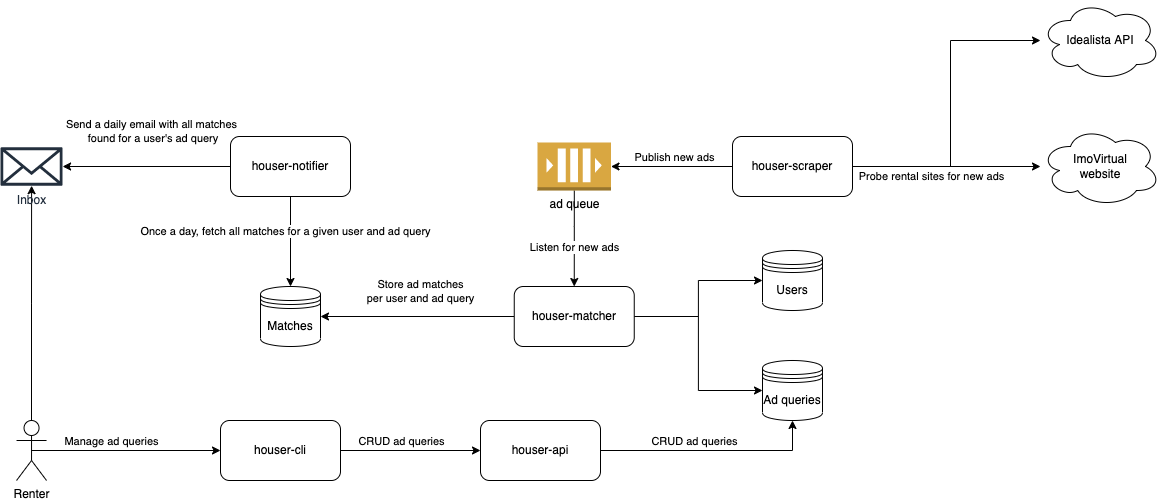 Idealista API
Send a daily email with all matches
found for a user's ad query
houser-notifier
Publish new ads
houser-scraper
ImoVirtual
website
Probe rental sites for new ads
Inbox
ad queue
Once a day, fetch all matches for a given user and ad query
Listen for new ads
Store ad matches
per user and ad query
Users
Matches
houser-matcher
Ad queries
Manage ad queries
houser-cli
CRUD ad queries
houser-api
CRUD ad queries
Renter